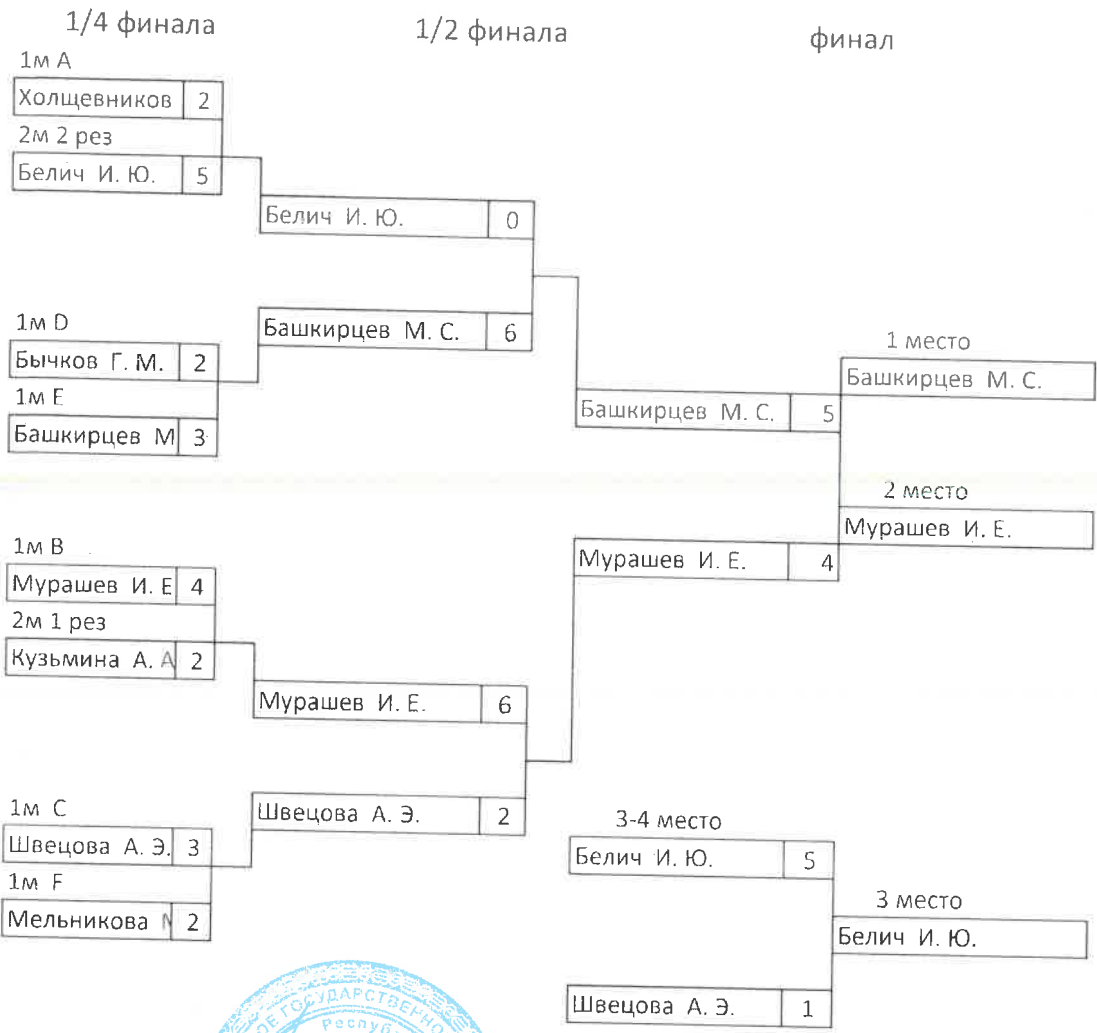 1/4 финала
1/2 финала
финал
1м A
Холщевников 2
2м 2 рез
Белич И. Ю. 5
Белич И. Ю. 0
Башкирцев М. С. 6
1м D
Бычков Г. М. 2
1м E
Башкирцев М 3
1 место
Башкирцев М. С.
Башкирцев М. С. 5
2 место
Мурашев И. Е.
Мурашев И. Е. 4
1м B
Мурашев И. Е 4
2м 1 рез
Кузьмина А. А 2
Мурашев И. Е. 6
Швецова А. Э. 2
1м C
Швецова А. Э. 3
1м F
Мельникова 2
3-4 место
Белич И. Ю. 5
3 место
Белич И. Ю.
Швецова А. Э. 1